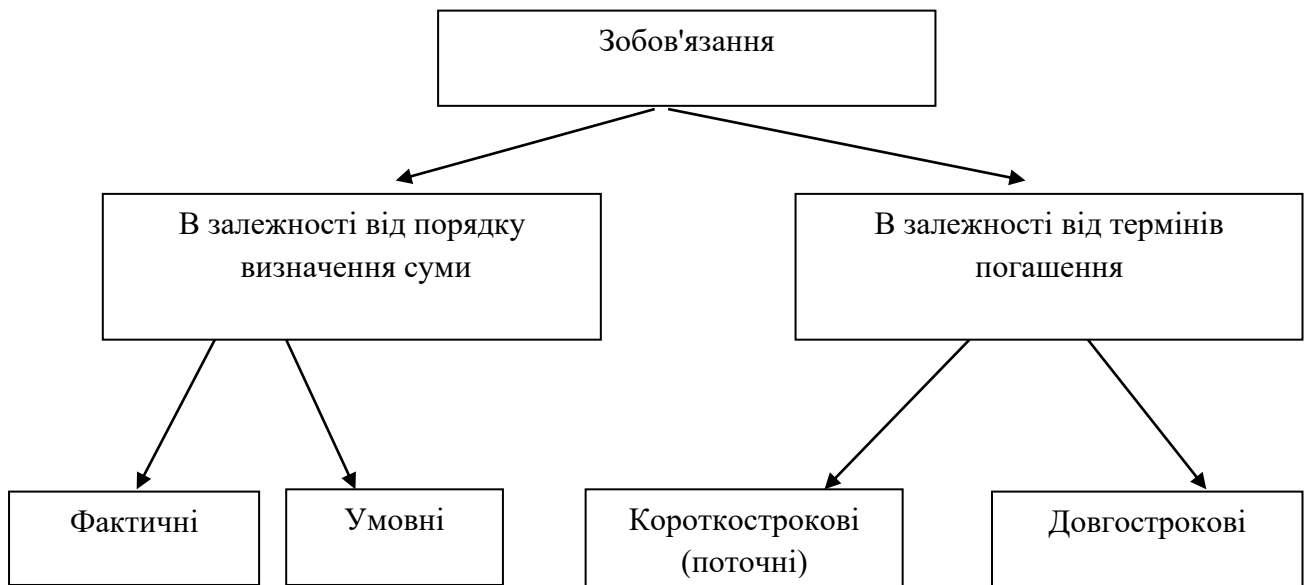 Зобов'язання
В залежності від порядку
визначення суми
В залежності від термінів
погашення
Фактичні
Умовні
Короткострокові
(поточні)
Довгострокові